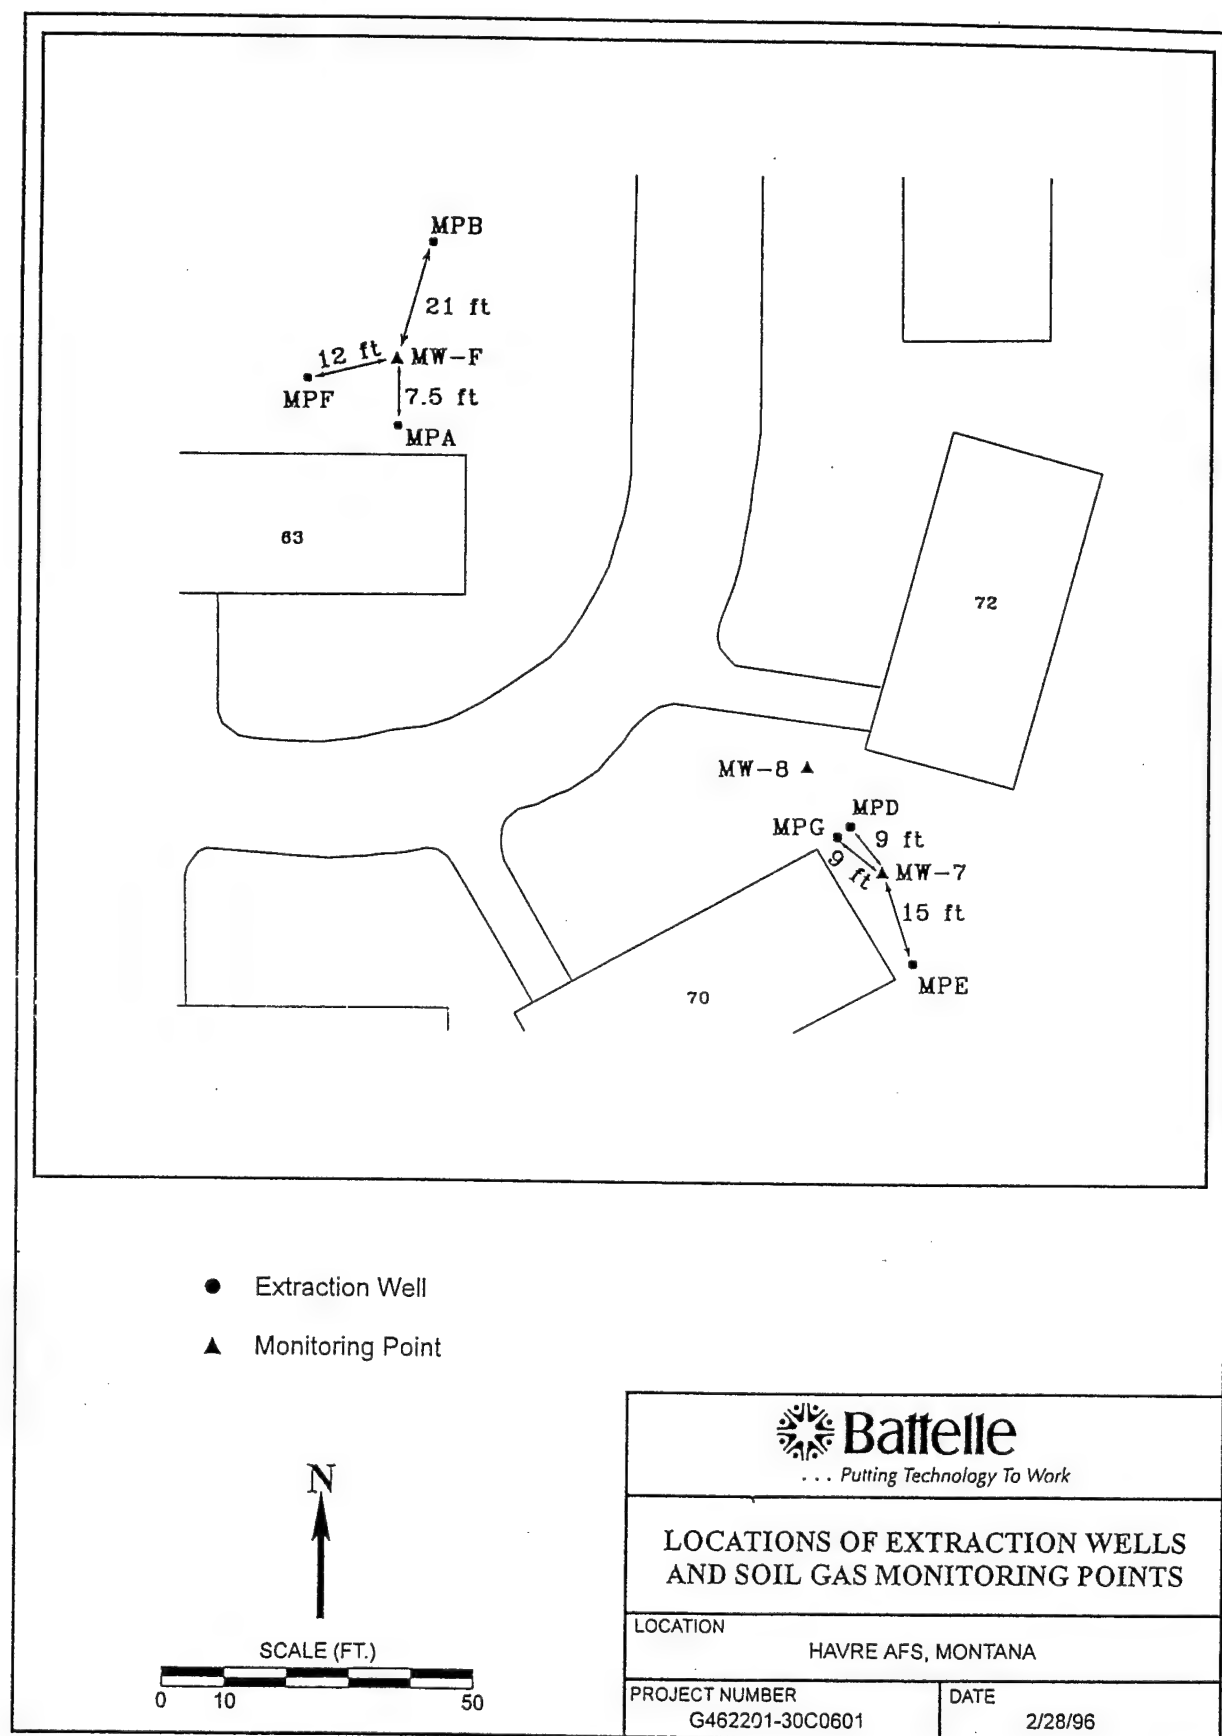 MPB
21 ft
12 ft
MW-F
MPF
7.5 ft
MPA
63
72
MW-8
MPD
MPG
9 ft
9 ft
MW-7
15 ft
MPE
70
Extraction Well
Monitoring Point
N
SCALE (FT.)
0 10 50
Battelle
... Putting Technology To Work
LOCATIONS OF EXTRACTION WELLS
AND SOIL GAS MONITORING POINTS
LOCATION
HAVRE AFS, MONTANA
PROJECT NUMBER
G462201-30C0601
DATE
2/28/96